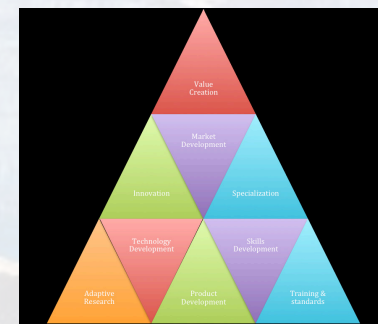 Value
Creation
Market
Development
Innovation
Specialization
Technology
Development
Skills
Development
Adaptive
Research
Product
Development
Training &
standards